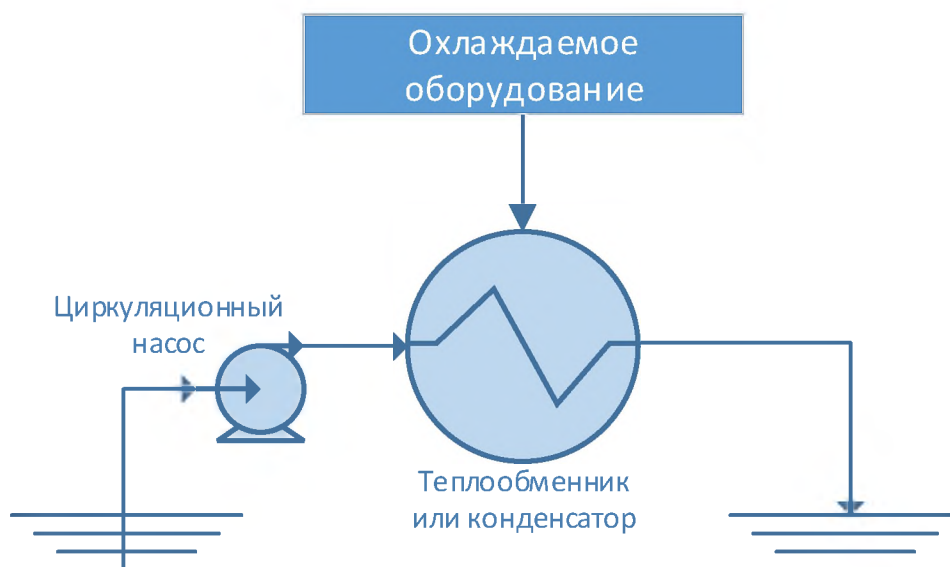 Охлаждаемое
оборудование
Циркуляционный
насос
Теплообменник
или конденсатор